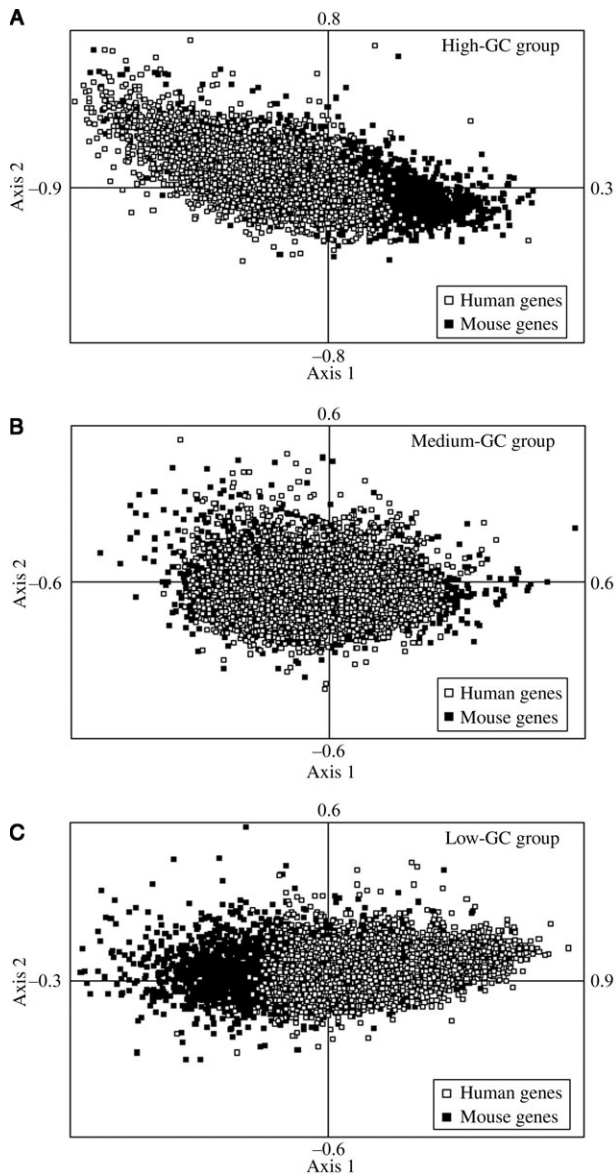 A
0.8
High-GC group
Axis 2
–0.9
0.3
Human genes
Mouse genes
–0.8
Axis 1
B
0.6
Medium-GC group
Axis 2
–0.6
0.6
Human genes
Mouse genes
–0.6
Axis 1
C
0.6
Low-GC group
Axis 2
–0.3
0.9
Human genes
Mouse genes
–0.6
Axis 1